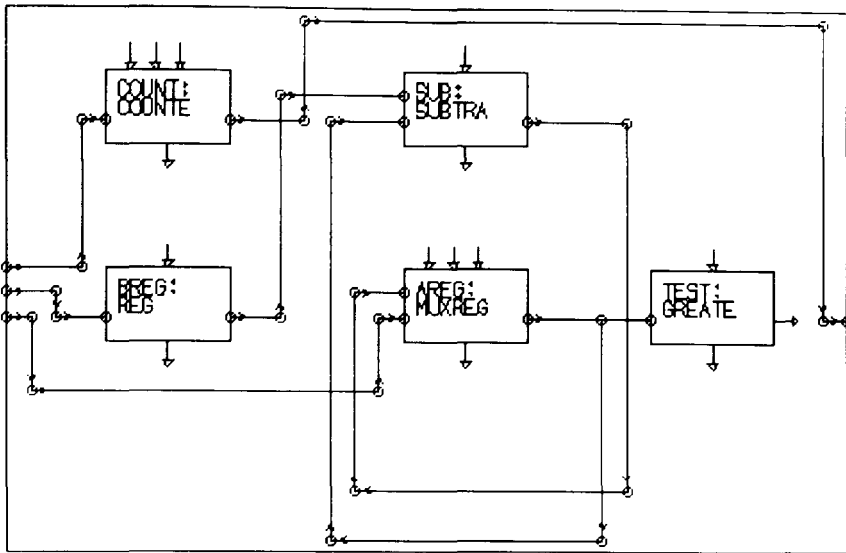 COUNT:
COUNTE
SUB:
SUBTRA
BREG:
REG
AREG:
MUXREG
TEST:
GREATE